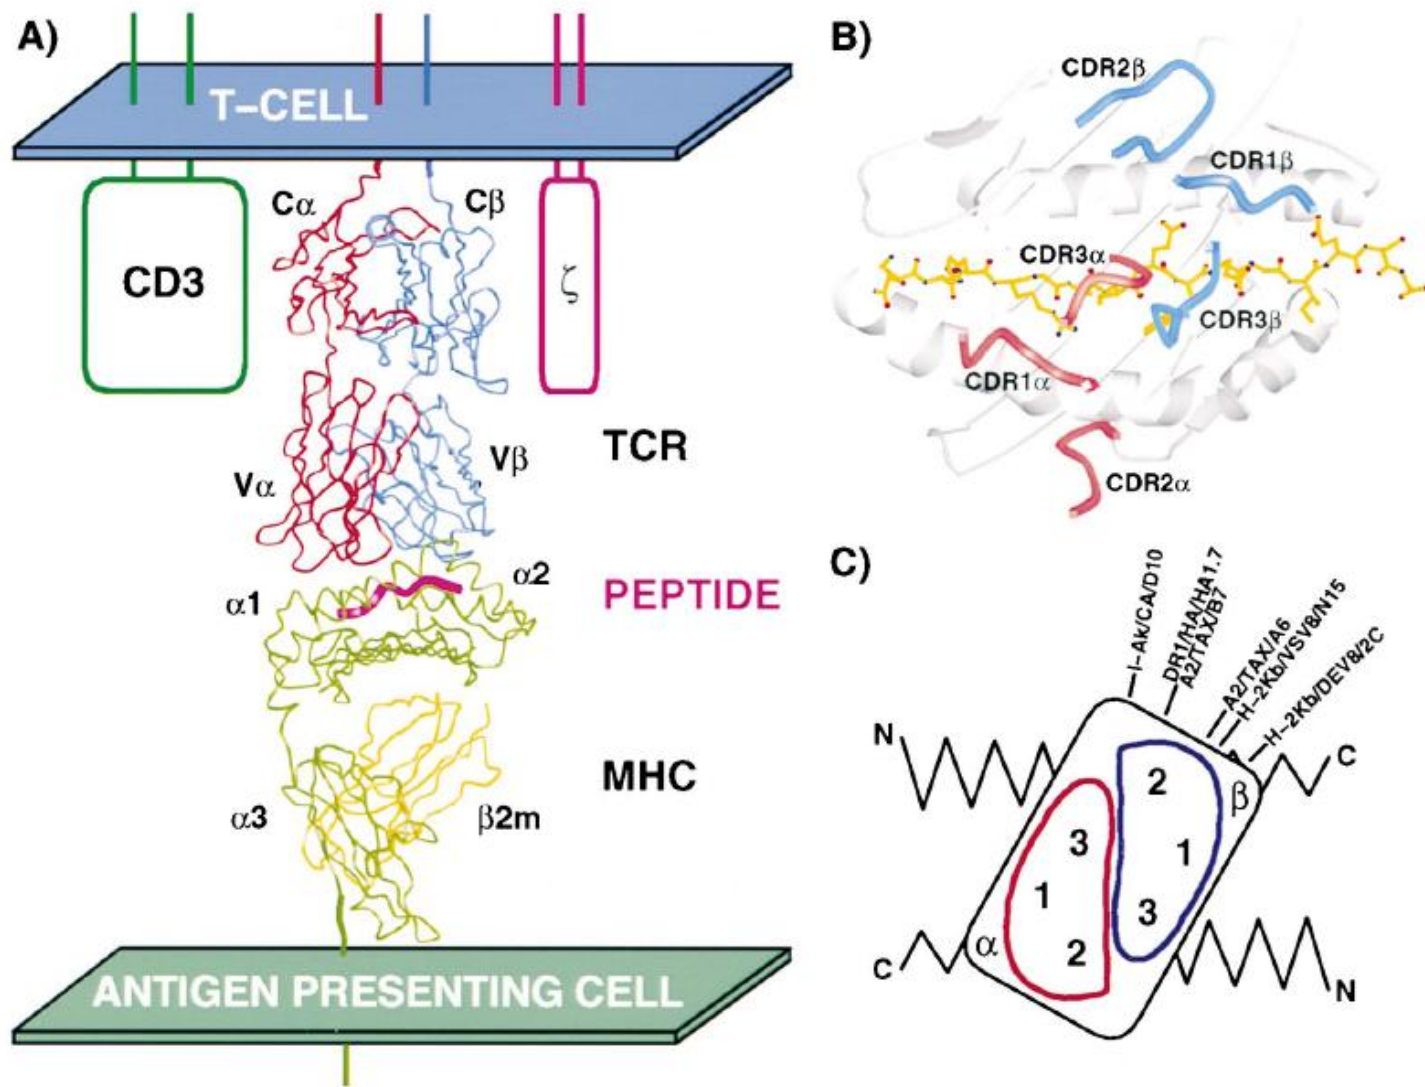 A)
T-CELL
Cα
Cβ
CD3
ζ
TCR
Vα
Vβ
α1
α2
PEPTIDE
MHC
α3
β2m
ANTIGEN PRESENTING CELL
B)
CDR2β
CDR1β
CDR3α
CDR3β
CDR1α
CDR2α
C)
I-Ak/CA/D10
DR1/HA/HA1.7
A2/TAX/B7
A2/TAX/A6
H-2Kb/VSV8/N15
H-2Kb/DEV8/2C
N
C
2
β
3
1
1
3
α
2
C
N